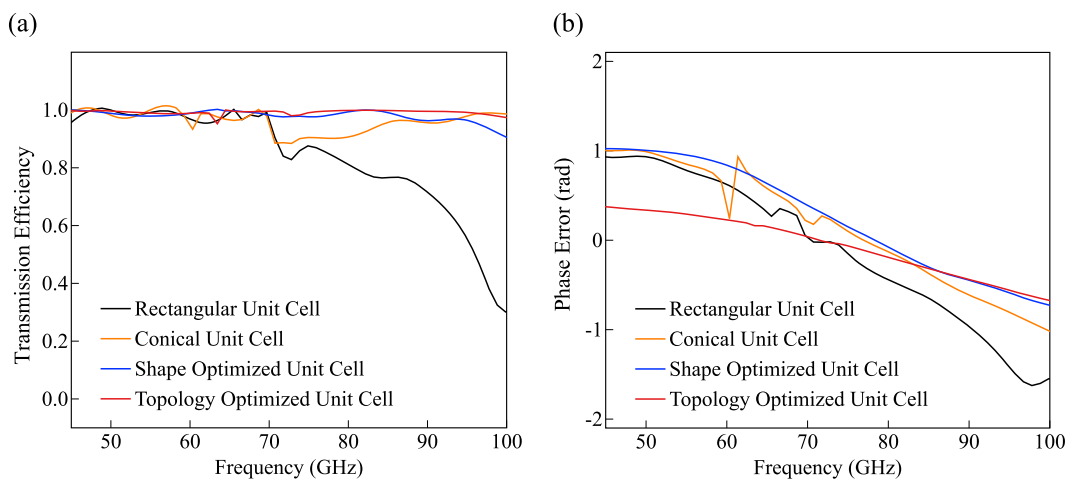 (a)
Transmission Efficiency
1.0
0.8
0.6
0.4
0.2
0.0
Rectangular Unit Cell
Conical Unit Cell
Shape Optimized Unit Cell
Topology Optimized Unit Cell
50 60 70 80 90 100
Frequency (GHz)
(b)
Phase Error (rad)
2
1
0
-1
-2
Rectangular Unit Cell
Conical Unit Cell
Shape Optimized Unit Cell
Topology Optimized Unit Cell
50 60 70 80 90 100
Frequency (GHz)